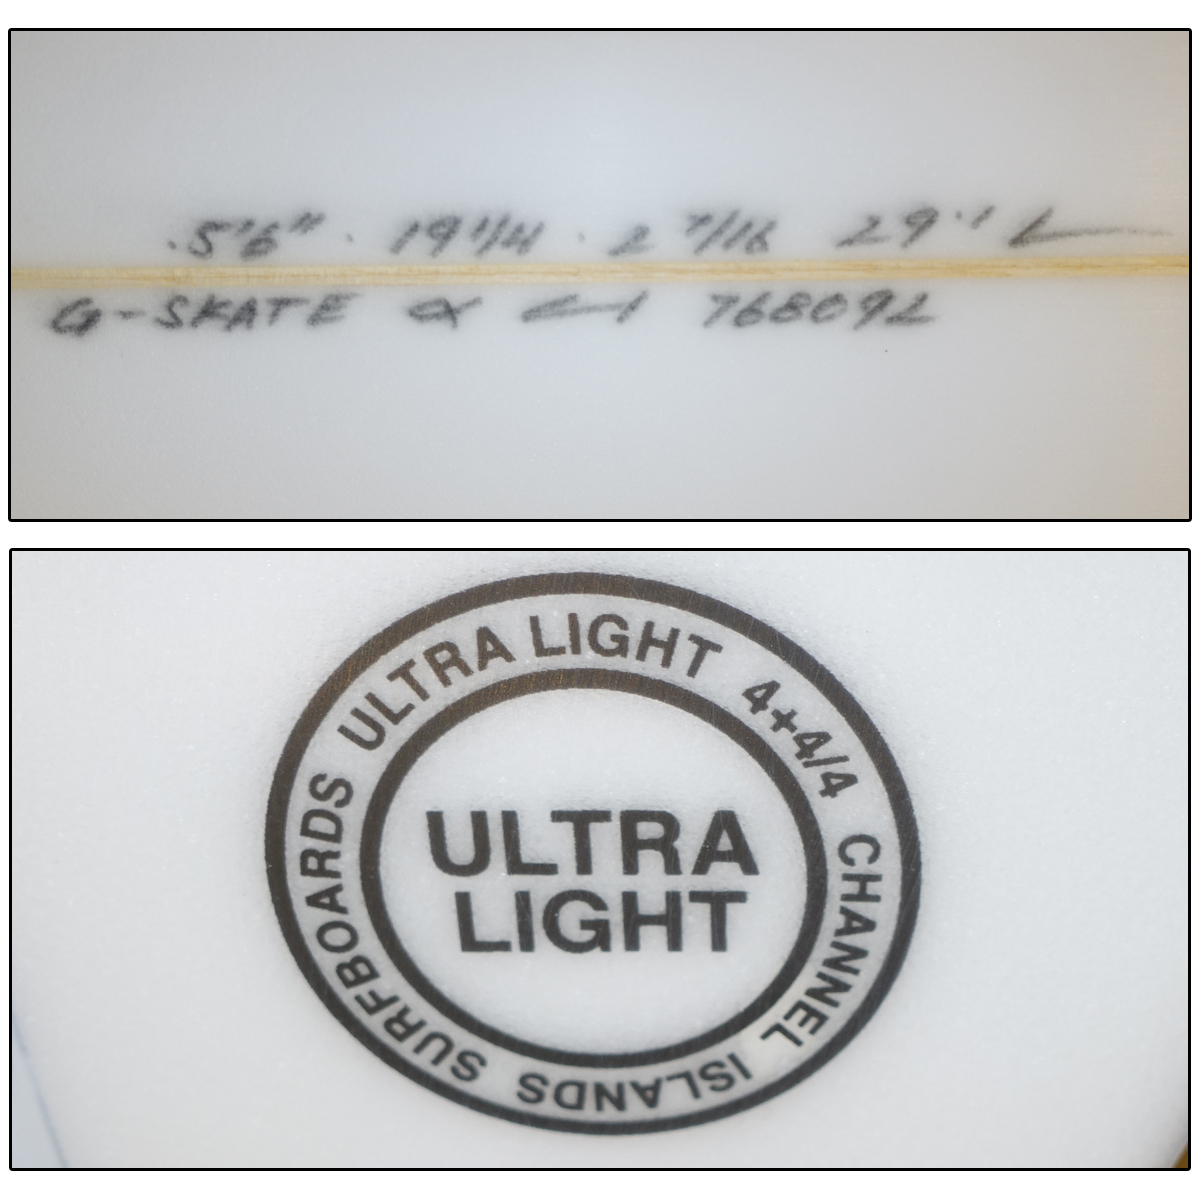 5'6" · 19 1/4 · 2 7/16 29.1 L
G-SKATE 768092
ULTRA LIGHT 4+4/4 CHANNEL ISLANDS SURFBOARDS
ULTRA
LIGHT